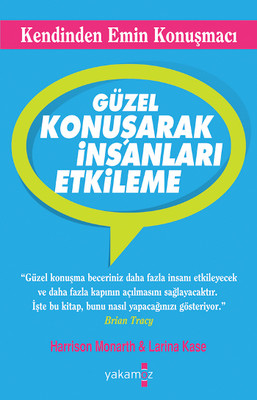 Kendinden Emin Konuşmacı
GÜZEL
KONUŞARAK
İNSANLARI
ETKİLEME
“Güzel konuşma beceriniz daha fazla insanı etkileyecek
ve daha fazla kapının açılmasını sağlayacaktır.
İşte bu kitap, bunu nasıl yapacağınızı gösteriyor.”
Brian Tracy
Harrison Monarth & Larina Kase
yakamoz